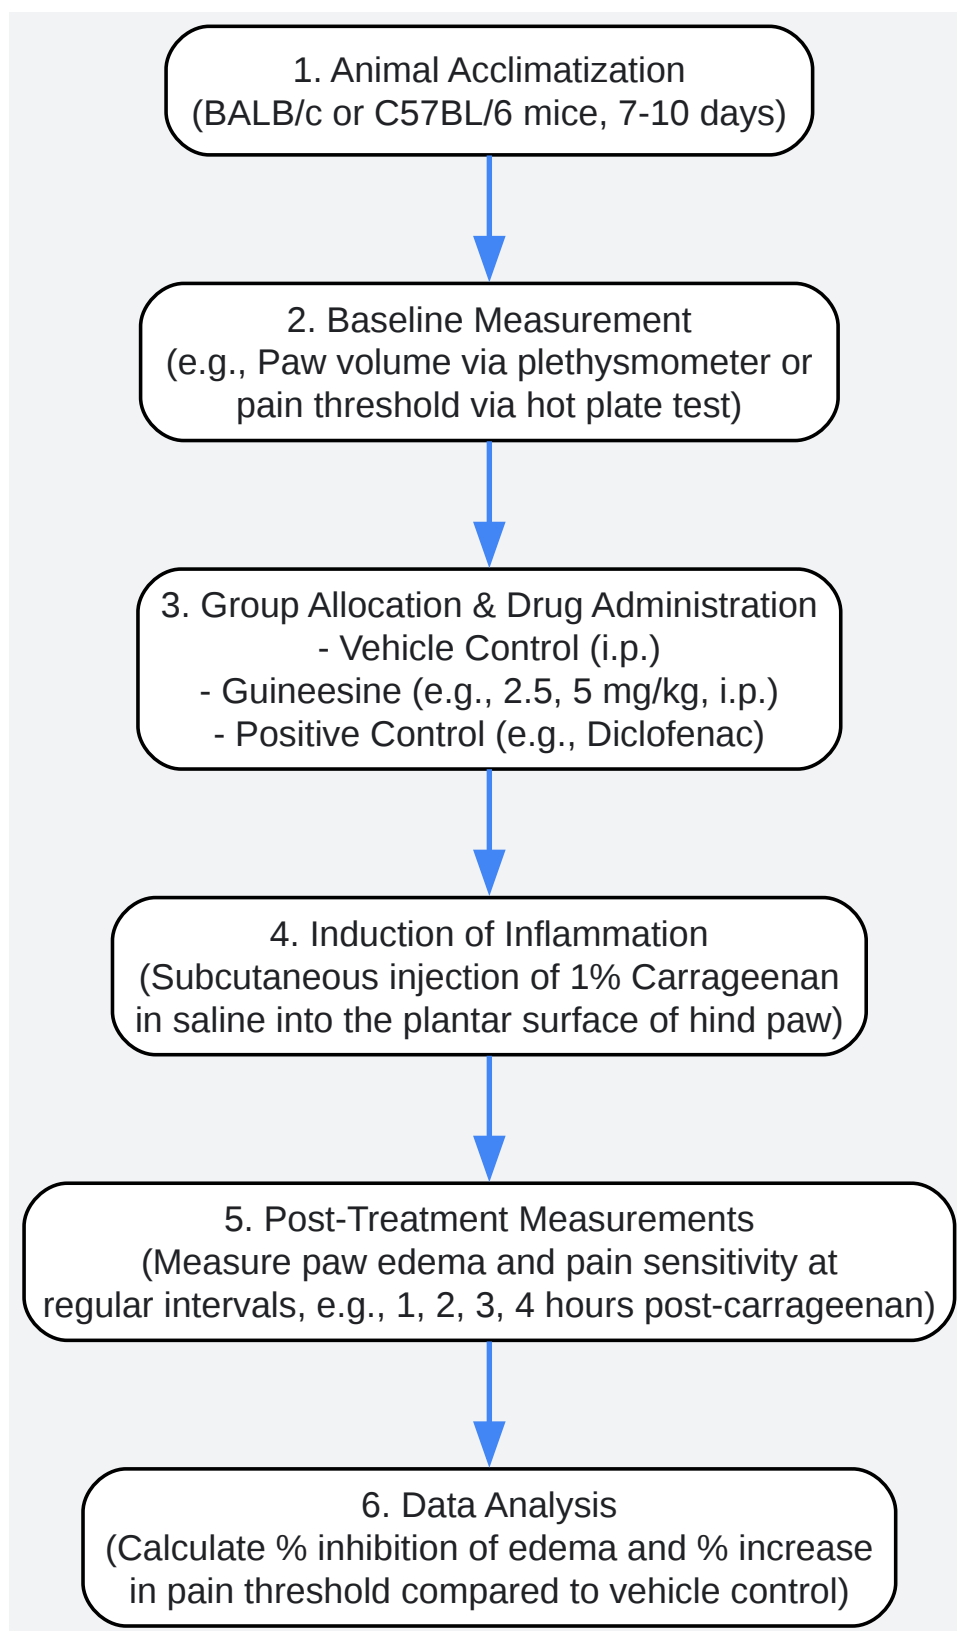 1. Animal Acclimatization
(BALB/c or C57BL/6 mice, 7-10 days)
2. Baseline Measurement
(e.g., Paw volume via plethysmometer or
pain threshold via hot plate test)
3. Group Allocation & Drug Administration
- Vehicle Control (i.p.)
- Guineesine (e.g., 2.5, 5 mg/kg, i.p.)
- Positive Control (e.g., Diclofenac)
4. Induction of Inflammation
(Subcutaneous injection of 1% Carrageenan
in saline into the plantar surface of hind paw)
5. Post-Treatment Measurements
(Measure paw edema and pain sensitivity at
regular intervals, e.g., 1, 2, 3, 4 hours post-carrageenan)
6. Data Analysis
(Calculate % inhibition of edema and % increase
in pain threshold compared to vehicle control)